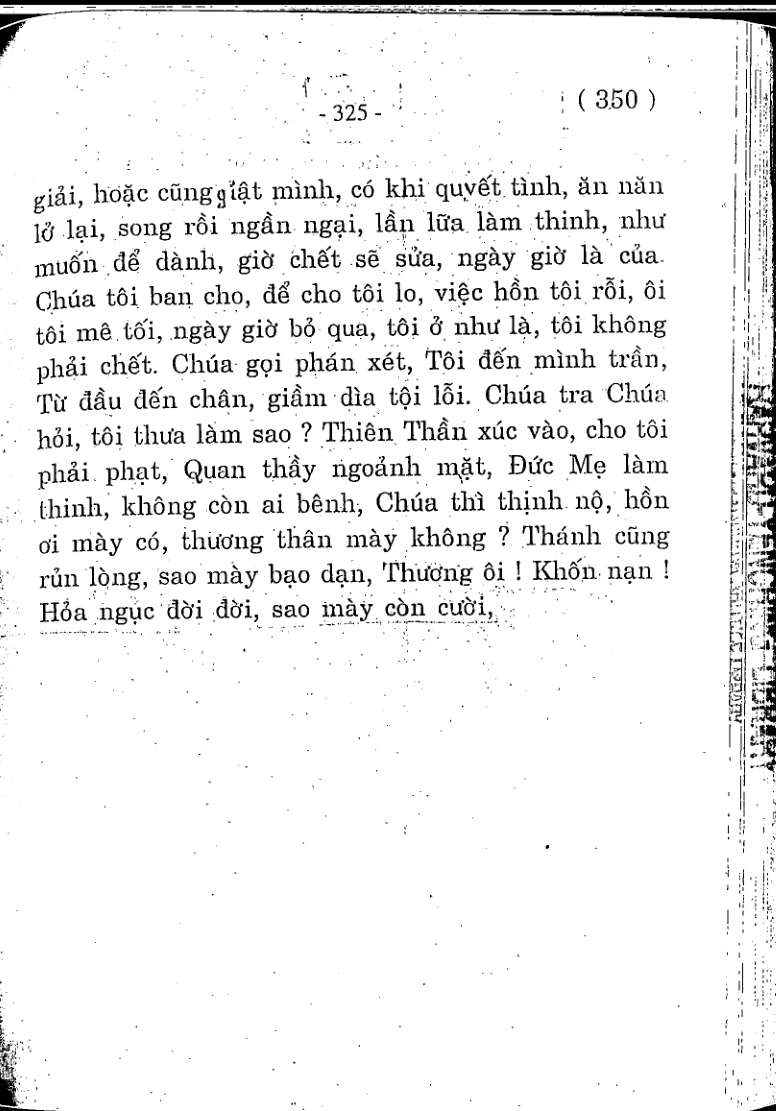 - 325 -
( 350 )
giải, hoặc cũng giật mình, có khi quyết tình, ăn năn
lở lại, song rồi ngần ngại, lần lữa làm thinh, như
muốn để dành, giờ chết sẽ sửa, ngày giờ là của
Chúa tôi ban cho, để cho tôi lo, việc hồn tôi rỗi, ôi
tôi mê tối, ngày giờ bỏ qua, tôi ở như là, tôi không
phải chết. Chúa gọi phán xét, Tôi đến mình trần,
Từ đầu đến chân, giầm dìa tội lỗi. Chúa tra Chúa
hỏi, tôi thưa làm sao ? Thiên Thần xúc vào, cho tôi
phải phạt, Quan thầy ngoảnh mặt, Đức Mẹ làm
thinh, không còn ai bênh, Chúa thì thịnh nộ, hồn
ơi mày có, thương thân mày không ? Thánh cũng
rủn lòng, sao mày bạo dạn, Thương ôi ! Khốn nạn !
Hỏa ngục đời đời, sao mày còn cười,